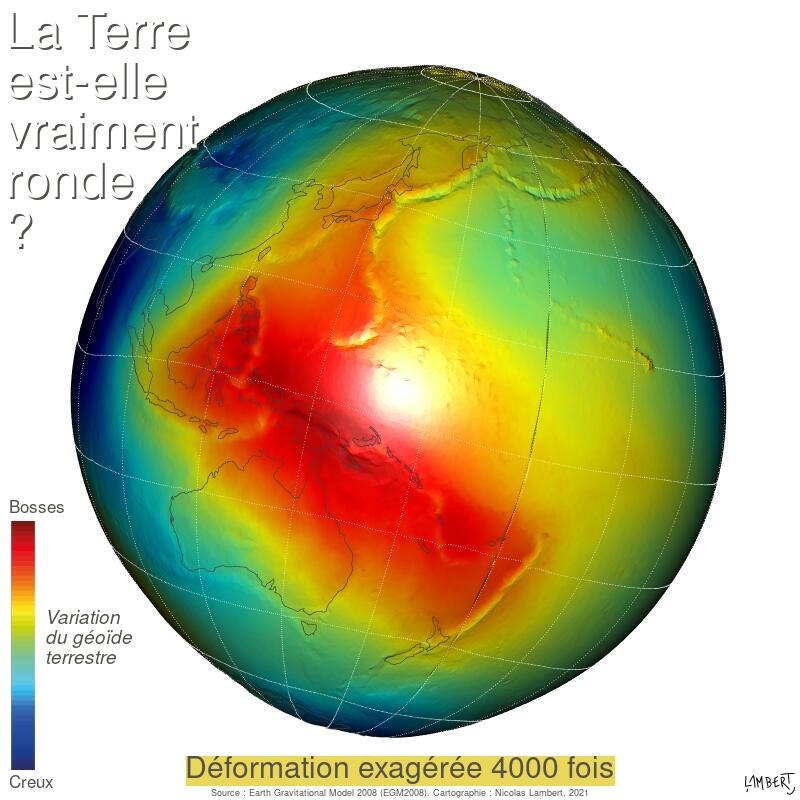 La Terre
est-elle
vraiment
ronde
?
Bosses
Variation
du géoïde
terrestre
Creux
Déformation exagérée 4000 fois
Source : Earth Gravitational Model 2008 (EGM2008). Cartographie : Nicolas Lambert, 2021
LAMBERT